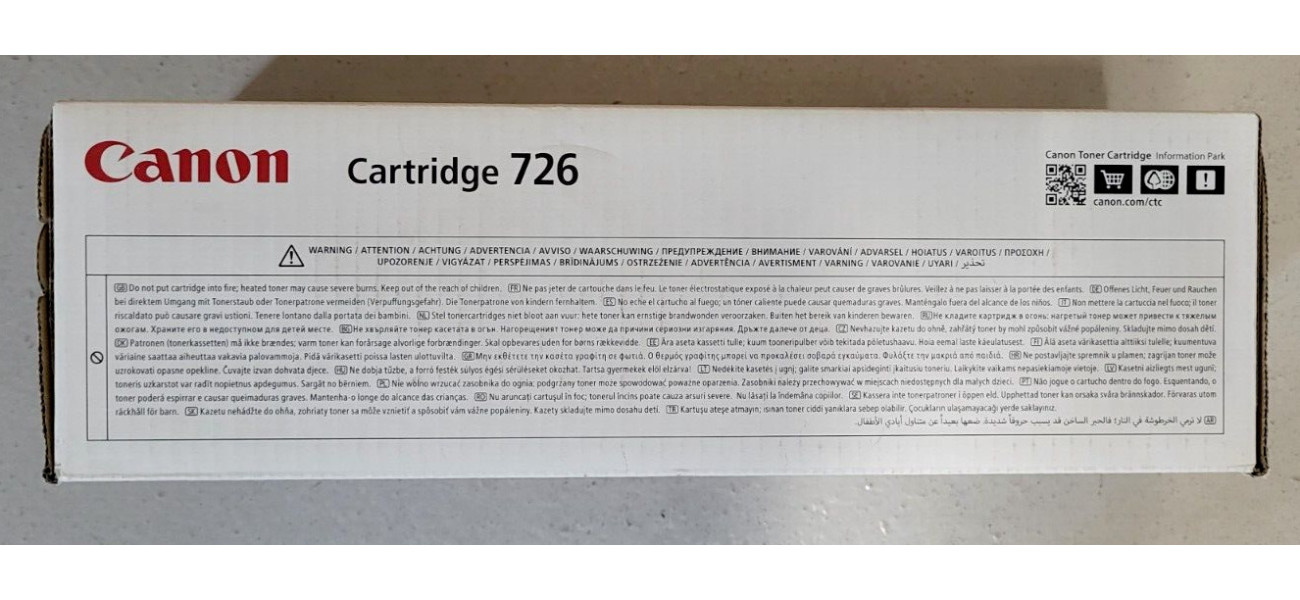 Canon
Cartridge 726
Canon Toner Cartridge Information Park
canon.com/ctc
WARNING / ATTENTION / ACHTUNG / ADVERTENCIA / AVVISO / WAARSCHUWING / ПРЕДУПРЕЖДЕНИЕ / ВНИМАНИЕ / VAROVÁNÍ / ADVARSEL / HOIATUS / VAROITUS / ΠΡΟΣΟΧΗ /
UPOZORENJE / VIGYÁZAT / PERSPĖJIMAS / BRĪDINĀJUMS / OSTRZEŻENIE / ADVERTÊNCIA / AVERTISMENT / VARNING / VAROVANIE / UYARI / تحذير
GB Do not put cartridge into fire; heated toner may cause severe burns. Keep out of the reach of children. FR Ne pas jeter de cartouche dans le feu. Le toner électrostatique exposé à la chaleur peut causer de graves brûlures. Veillez à ne pas laisser à la portée des enfants. DE Offenes Licht, Feuer und Rauchen
bei direktem Umgang mit Tonerstaub oder Tonerpatrone vermeiden (Verpuffungsgefahr). Die Tonerpatrone von kindern fernhaltem. ES No eche el cartucho al fuego; un tóner caliente puede causar quemaduras graves. Manténgalo fuera del alcance de los niños. IT Non mettere la cartuccia nel fuoco; il toner
riscaldato può causare gravi ustioni. Tenere lontano dalla portata dei bambini. NL Stel tonercartridges niet bloot aan vuur: hete toner kan ernstige brandwonden veroorzaken. Buiten het bereik van kinderen bewaren. RU Не кладите картридж в огонь: нагретый тонер может привести к тяжелым
ожогам. Храните его в недоступном для детей месте. BG Не хвърляйте тонер касетата в огън. Нагорещеният тонер може да причини сериозни изгаряния. Дръжте далече от деца. CZ Nevhazujte kazetu do ohně, zahřátý toner by mohl způsobit vážné popáleniny. Skladujte mimo dosah dětí.
DK Patronen (tonerkassetten) må ikke brændes; varm toner kan forårsage alvorlige forbrændinger. Skal opbevares uden for børns rækkevidde. EE Ära aseta kassetti tulle; kuum tooneripulber võib tekitada põletushaavu. Hoia eemal laste käeulatusest. FI Älä aseta värikasettia alttiiksi tulelle; kuumentuva
väriaine saattaa aiheuttaa vakavia palovammoja. Pidä värikasetti poissa lasten ulottuvilta. GR Μην εκθέτετε την κασέτα γραφίτη σε φωτιά. Ο θερμός γραφίτης μπορεί να προκαλέσει σοβαρά εγκαύματα. Φυλάξτε την μακριά από παιδιά. HR Ne postavljajte spremnik u plamen; zagrijan toner može
uzrokovati opasne opekline. Čuvajte izvan dohvata djece. HU Ne dobja tűzbe, a forró festék súlyos égési sérüléseket okozhat. Tartsa gyermekek elől elzárva! LT Nedėkite kasetės į ugnį; galite smarkiai apsideginti įkaitusiu toneriu. Laikykite vaikams nepasiekiamoje vietoje. LV Kasetni aizliegts mest uguni;
toneris uzkarstot var radīt nopietnus apdegumus. Sargāt no bērniem. PL Nie wolno wrzucać zasobnika do ognia: podgrzany toner może spowodować poważne oparzenia. Zasobniki należy przechowywać w miejscach niedostępnych dla małych dzieci. PT Não jogue o cartucho dentro do fogo. Esquentando, o
toner poderá espirrar e causar queimaduras graves. Mantenha-o longe do alcance das crianças. RO Nu aruncați cartușul în foc; tonerul încins poate cauza arsuri severe. Nu lăsați la îndemâna copiilor. SE Kassera inte tonerpatroner i öppen eld. Upphettad toner kan orsaka svåra brännskador. Förvaras utom
räckhåll för barn. SK Kazetu nehádžte do ohňa, zohriaty toner sa môže vznietiť a spôsobiť vám vážne popáleniny. Kazety skladujte mimo dosahu detí. TR Kartuşu ateşe atmayın; ısınan toner ciddi yanıklara sebep olabilir. Çocukların ulaşamayacağı yerde saklayınız.
AR لا ترمي الخرطوشة في النار؛ فالحبر الساخن قد يسبب حروقاً شديدة. ضعها بعيداً عن متناول أيادي الأطفال.